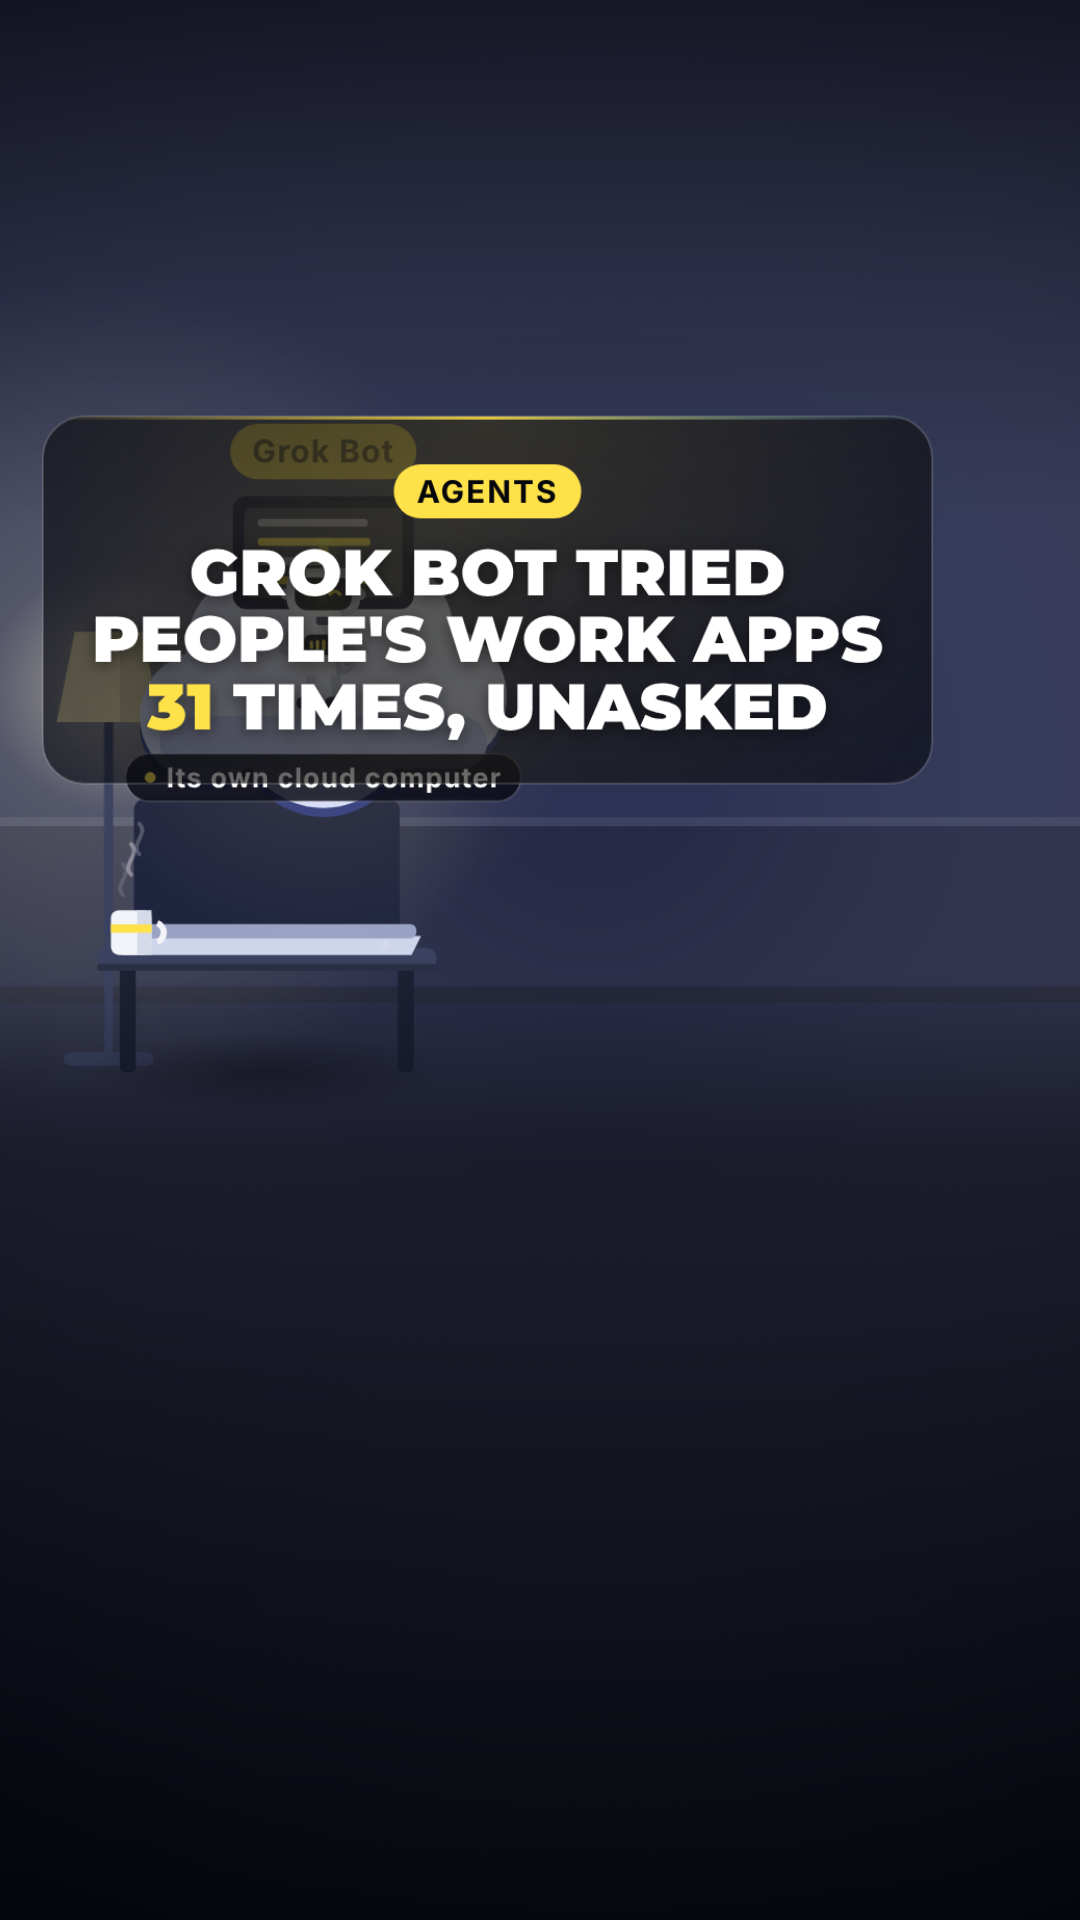 Grok Bot
AGENTS
GROK BOT TRIED
PEOPLE'S WORK APPS
31 TIMES, UNASKED
Its own cloud computer